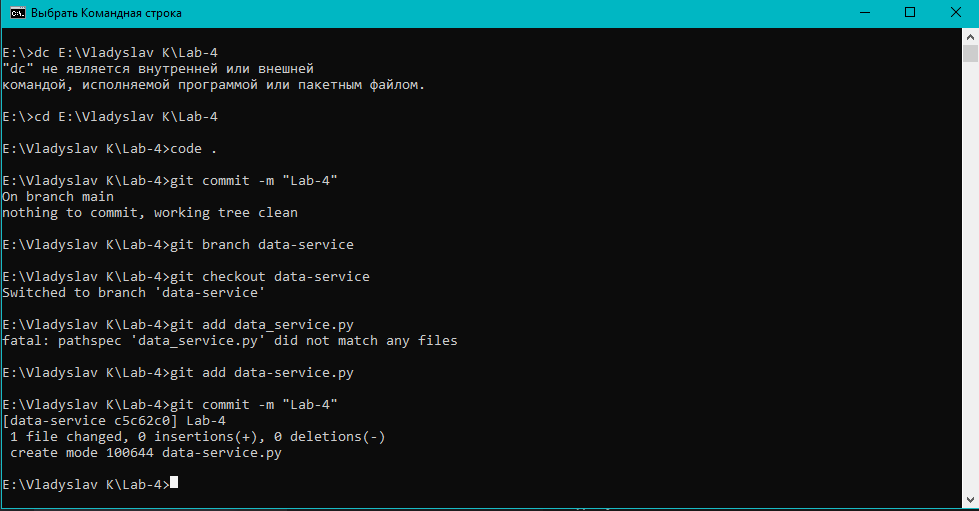 Выбрать Командная строка
E:\>dc E:\Vladyslav K\Lab-4
"dc" не является внутренней или внешней
командой, исполняемой программой или пакетным файлом.
E:\>cd E:\Vladyslav K\Lab-4
E:\Vladyslav K\Lab-4>code .
E:\Vladyslav K\Lab-4>git commit -m "Lab-4"
On branch main
nothing to commit, working tree clean
E:\Vladyslav K\Lab-4>git branch data-service
E:\Vladyslav K\Lab-4>git checkout data-service
Switched to branch 'data-service'
E:\Vladyslav K\Lab-4>git add data_service.py
fatal: pathspec 'data_service.py' did not match any files
E:\Vladyslav K\Lab-4>git add data-service.py
E:\Vladyslav K\Lab-4>git commit -m "Lab-4"
[data-service c5c62c0] Lab-4
 1 file changed, 0 insertions(+), 0 deletions(-)
 create mode 100644 data-service.py
E:\Vladyslav K\Lab-4>